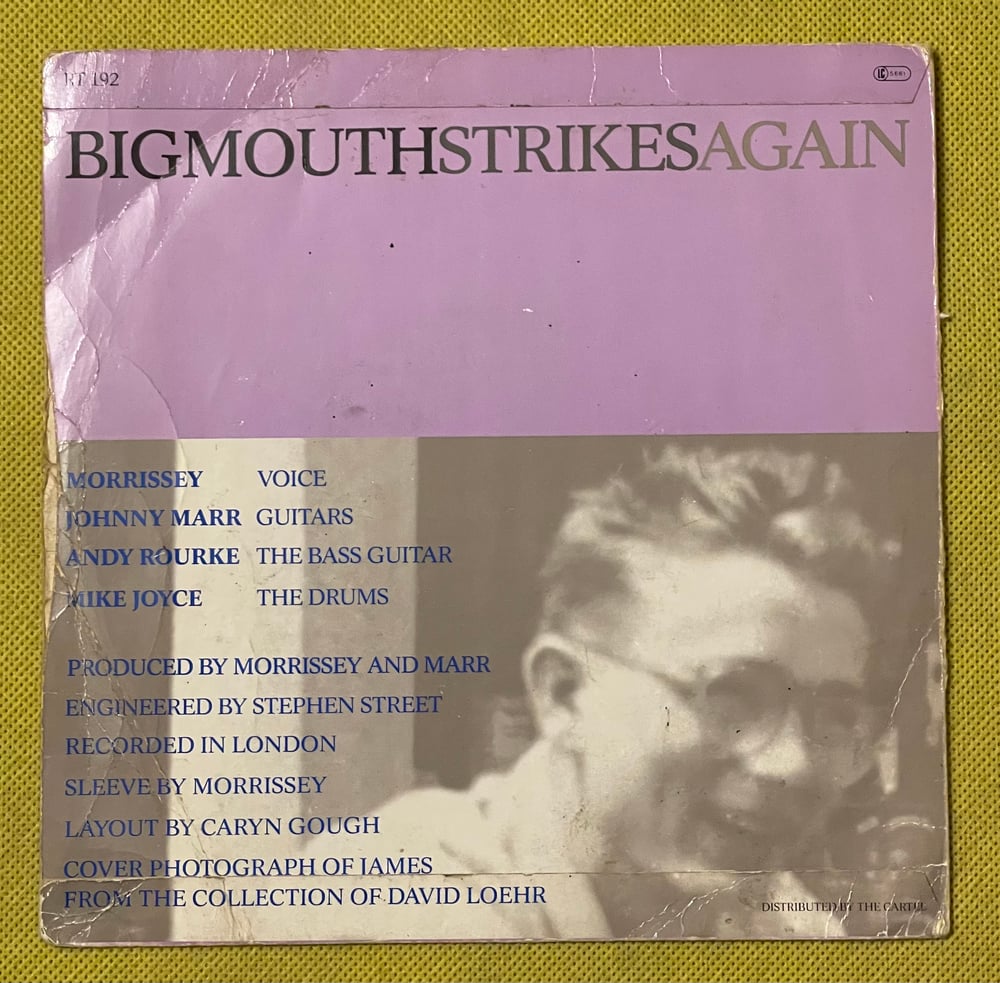 RT 192
LC 5661
BIGMOUTHSTRIKESAGAIN
MORRISSEY VOICE
JOHNNY MARR GUITARS
ANDY ROURKE THE BASS GUITAR
MIKE JOYCE THE DRUMS
PRODUCED BY MORRISSEY AND MARR
ENGINEERED BY STEPHEN STREET
RECORDED IN LONDON
SLEEVE BY MORRISSEY
LAYOUT BY CARYN GOUGH
COVER PHOTOGRAPH OF JAMES
FROM THE COLLECTION OF DAVID LOEHR
DISTRIBUTED BY THE CARTEL